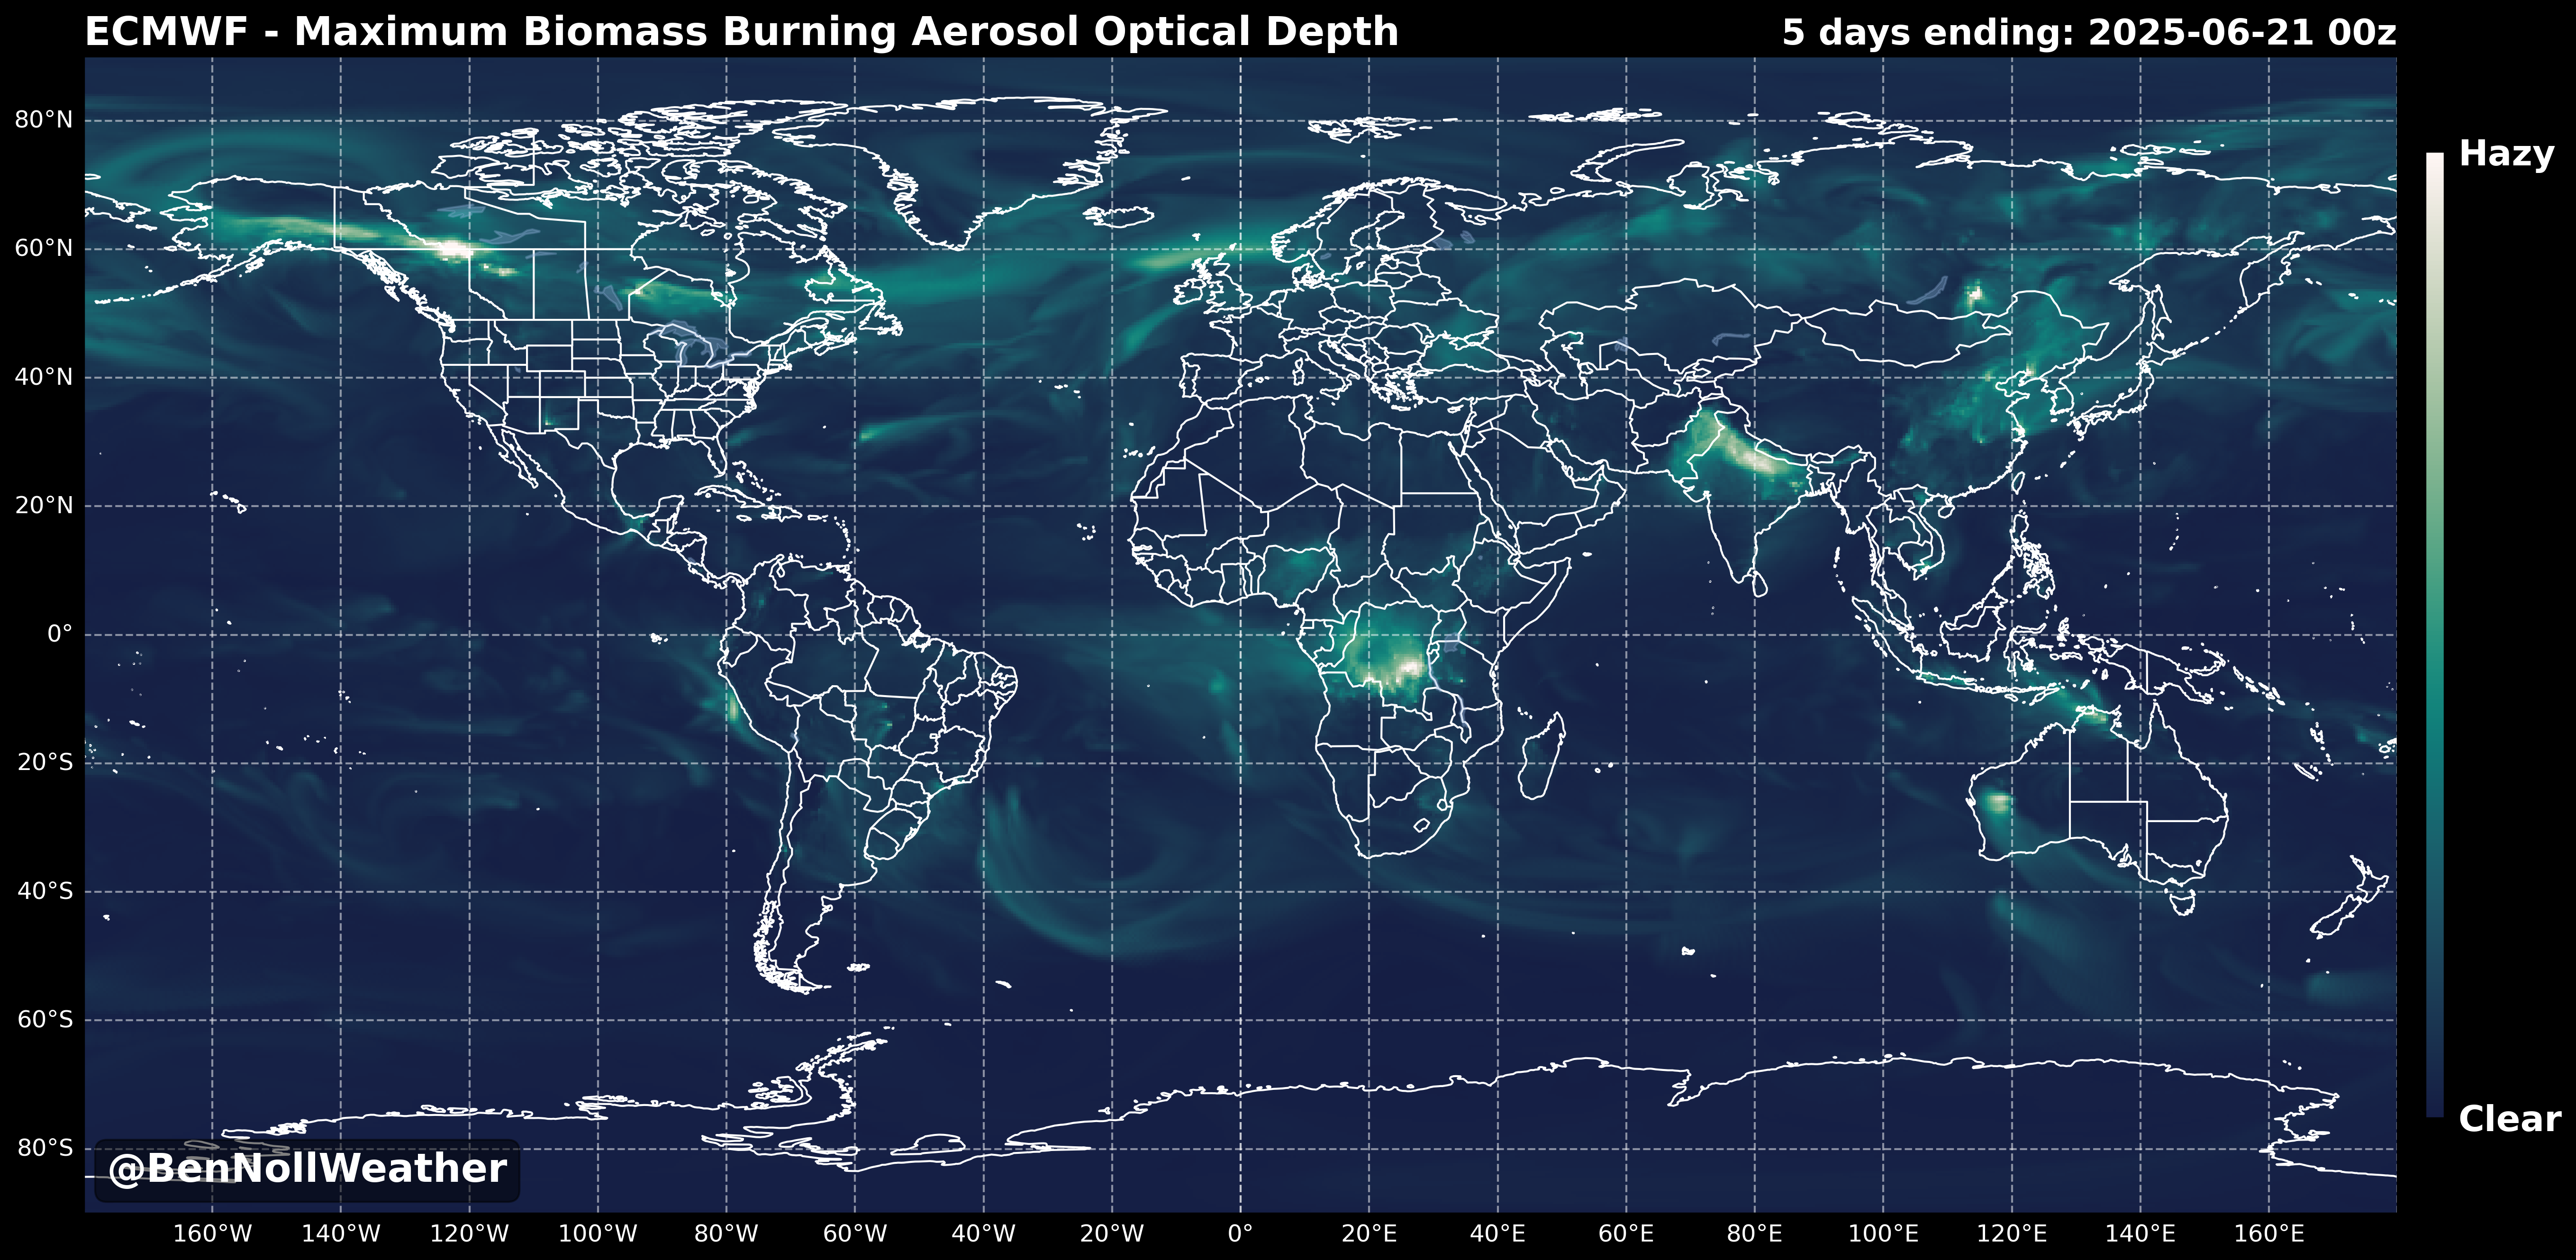 ECMWF - Maximum Biomass Burning Aerosol Optical Depth
5 days ending: 2025-06-21 00z
80°N
60°N
40°N
20°N
0°
20°S
40°S
60°S
80°S
160°W 140°W 120°W 100°W 80°W 60°W 40°W 20°W 0° 20°E 40°E 60°E 80°E 100°E 120°E 140°E 160°E
Hazy
Clear
@BenNollWeather